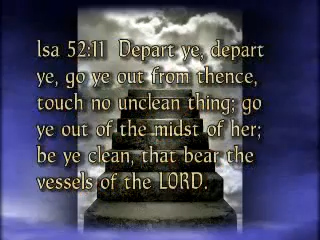 Isa 52:11 Depart ye, depart
ye, go ye out from thence,
touch no unclean thing; go
ye out of the midst of her;
be ye clean, that bear the
vessels of the LORD.